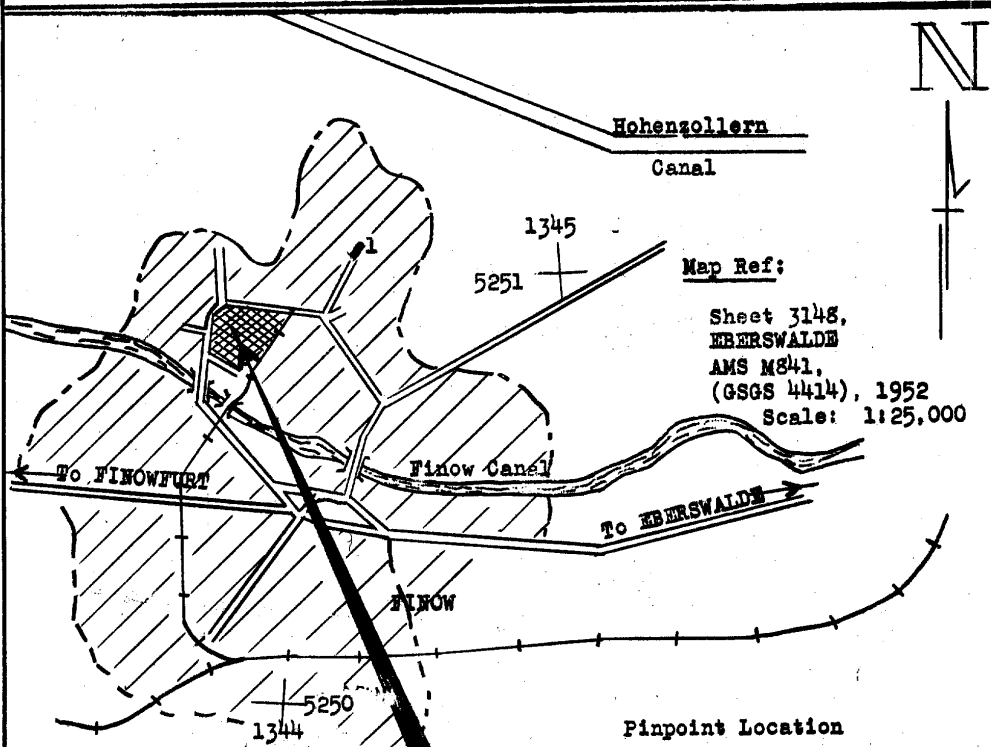 N
Hohenzollern
Canal
1
1345
5251
Map Ref:
Sheet 3148,
EBERSWALDE
AMS M841,
(GSGS 4414), 1952
Scale: 1:25,000
Finow Canal
To FINOWFURT
To EBERSWALDE
FINOW
5250
1344
Pinpoint Location